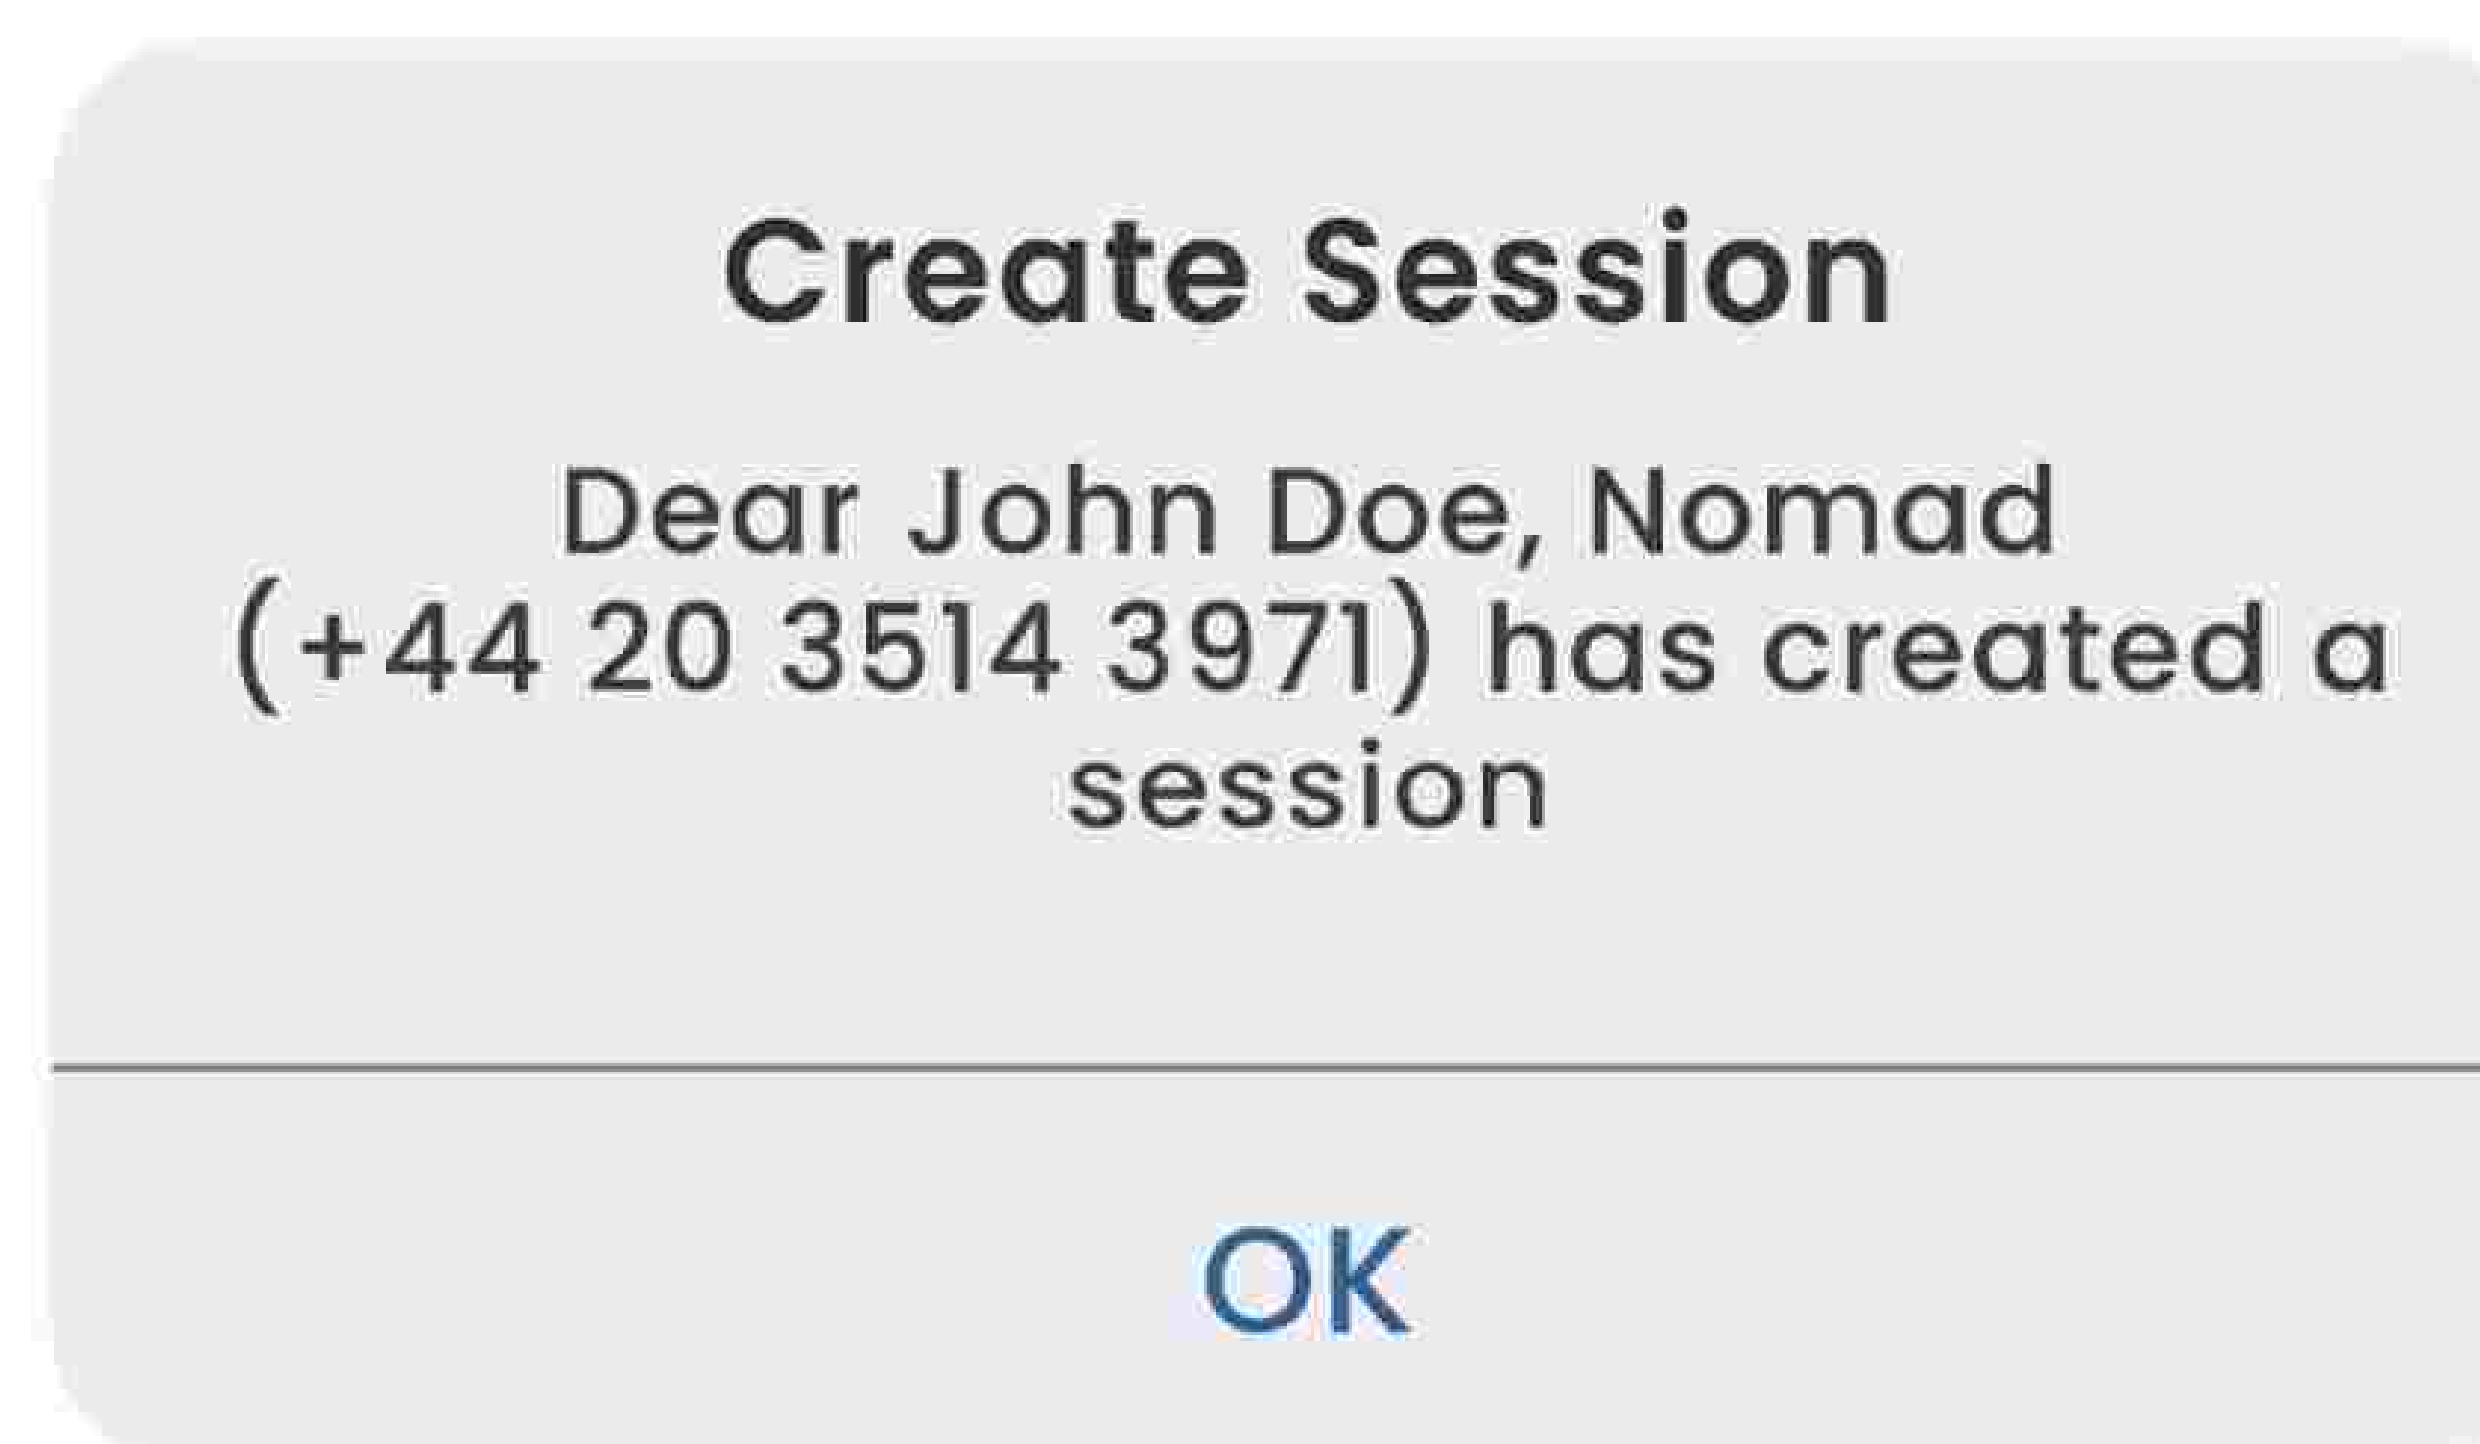 Create Session
Dear John Doe, Nomad
(+44 20 3514 3971) has created a
session
OK